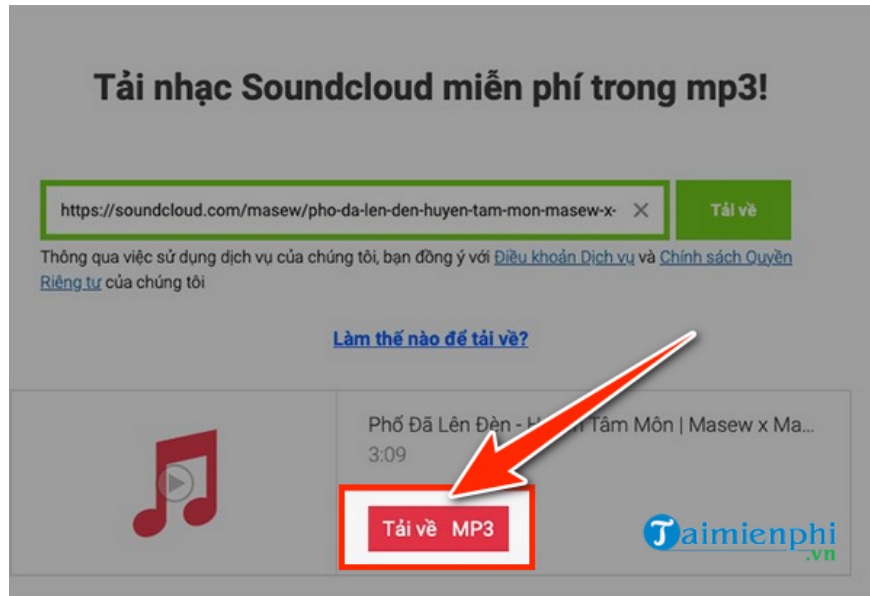 Tải nhạc Soundcloud miễn phí trong mp3!
https://soundcloud.com/masew/pho-da-len-den-huyen-tam-mon-masew-x-
Tải về
Thông qua việc sử dụng dịch vụ của chúng tôi, bạn đồng ý với Điều khoản Dịch vụ và Chính sách Quyền
Riêng tư của chúng tôi
Làm thế nào để tải về?
Phố Đã Lên Đèn - Tâm Môn | Masew x Ma...
3:09
Tải về MP3
Taimienphi
.vn